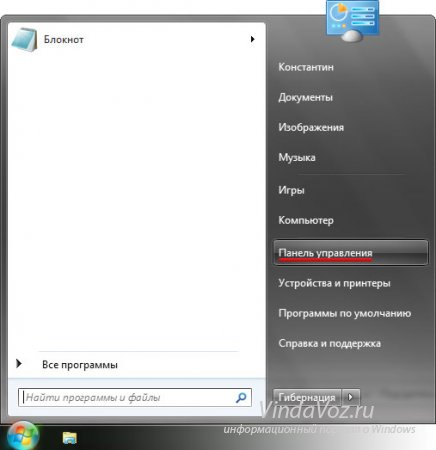 Блокнот
Константин
Документы
Изображения
Музыка
Игры
Компьютер
Панель управления
Устройства и принтеры
Программы по умолчанию
Справка и поддержка
Все программы
Найти программы и файлы
Гибернация
VindaVoz.ru
информационный портал о Windows